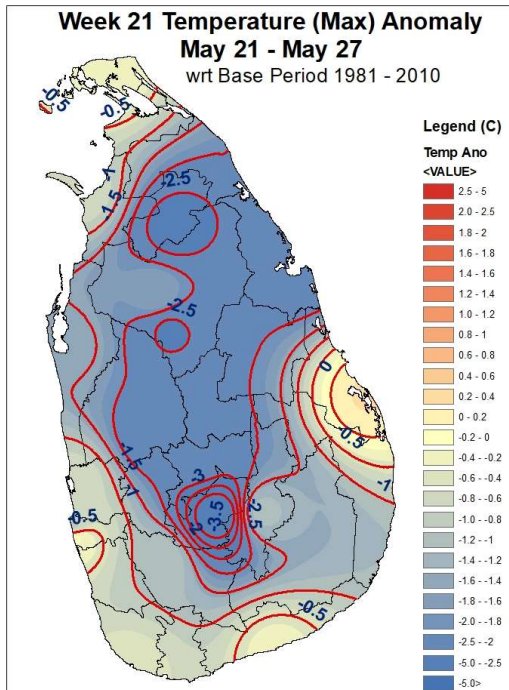 Week 21 Temperature (Max) Anomaly
May 21 - May 27
wrt Base Period 1981 - 2010
Legend (C)
Temp Ano
<VALUE>
2.5 - 5
2.0 - 2.5
1.8 - 2
1.6 - 1.8
1.4 - 1.6
1.2 - 1.4
1.0 - 1.2
0.8 - 1
0.6 - 0.8
0.4 - 0.6
0.2 - 0.4
0 - 0.2
-0.2 - 0
-0.4 - -0.2
-0.6 - -0.4
-0.8 - -0.6
-1.0 - -0.8
-1.2 - -1
-1.4 - -1.2
-1.6 - -1.4
-1.8 - -1.6
-2.0 - -1.8
-2.5 - -2
-5.0 - -2.5
-5.0>
-0.5
-0.5
-1
-1.5
-2.5
-2.5
0
-0.5
-1
-1.5
-1
-3
-3.5
-2
-2.5
-0.5
-0.5